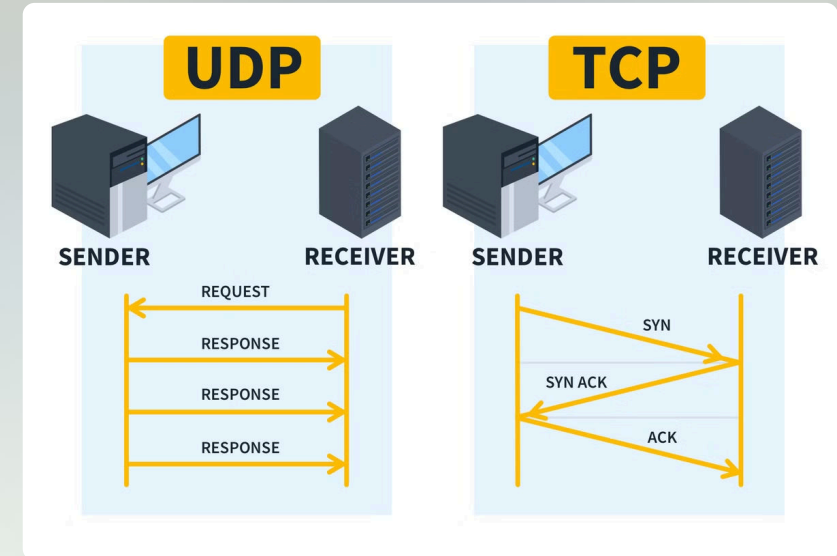 UDP
SENDER
RECEIVER
REQUEST
RESPONSE
RESPONSE
RESPONSE
TCP
SENDER
RECEIVER
SYN
SYN ACK
ACK